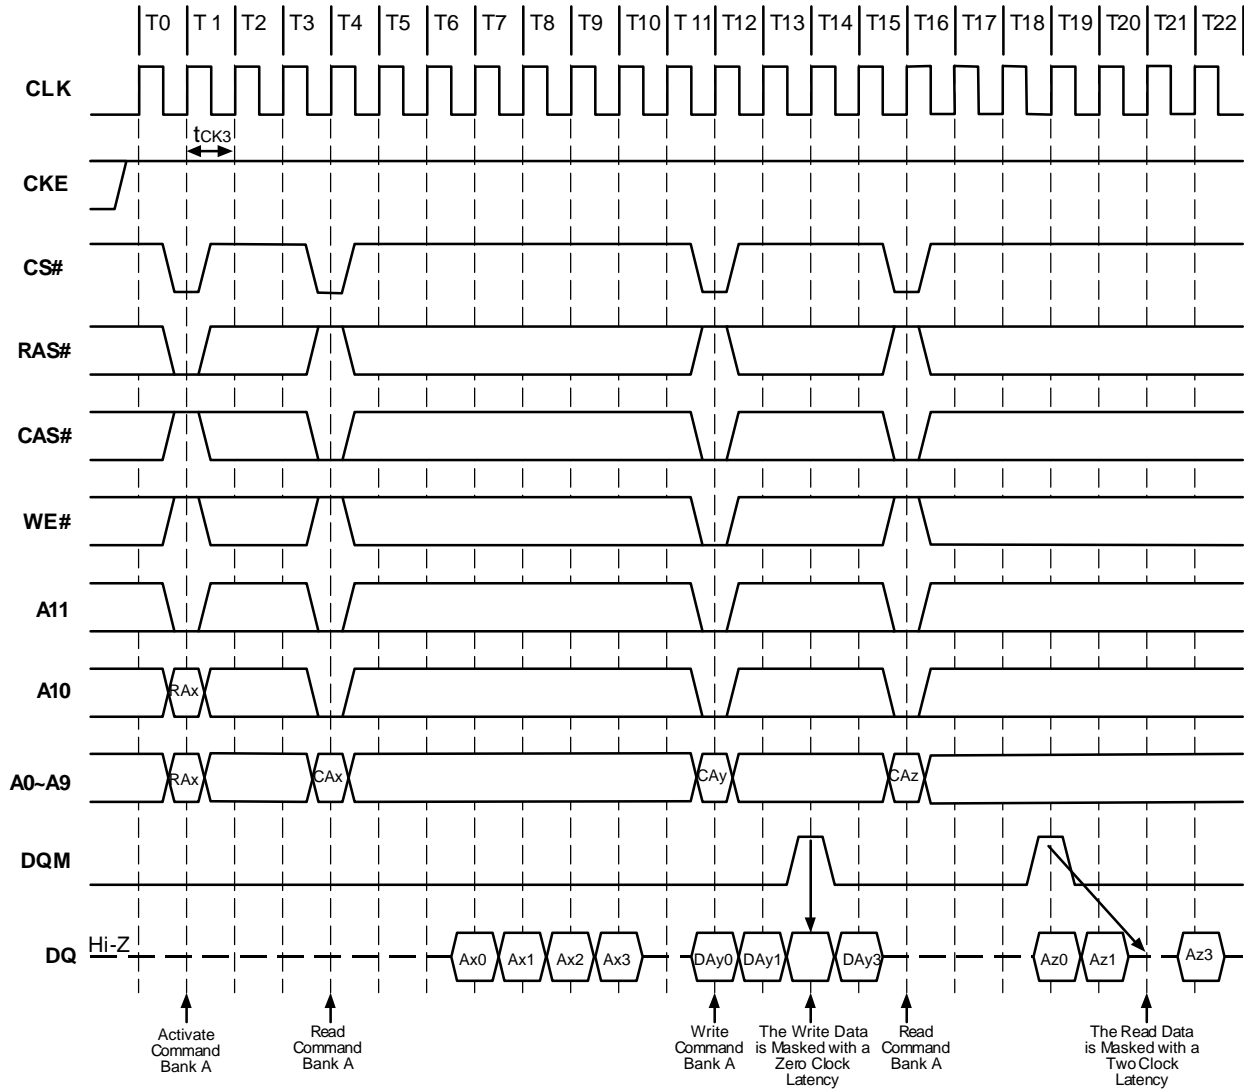 T0 T 1 T2 T3 T4 T5 T6 T7 T8 T9 T10 T 11 T12 T13 T14 T15 T16 T17 T18 T19 T20 T21 T22
CLK
tCK3
CKE
CS#
RAS#
CAS#
WE#
A11
A10 RAx
A0~A9 RAx CAx CAy CAz
DQM
DQ Hi-Z Ax0 Ax1 Ax2 Ax3 DAy0 DAy1 DAy3 Az0 Az1 Az3
Activate
Command
Bank A
Read
Command
Bank A
Write
Command
Bank A
The Write Data
is Masked with a
Zero Clock
Latency
Read
Command
Bank A
The Read Data
is Masked with a
Two Clock
Latency